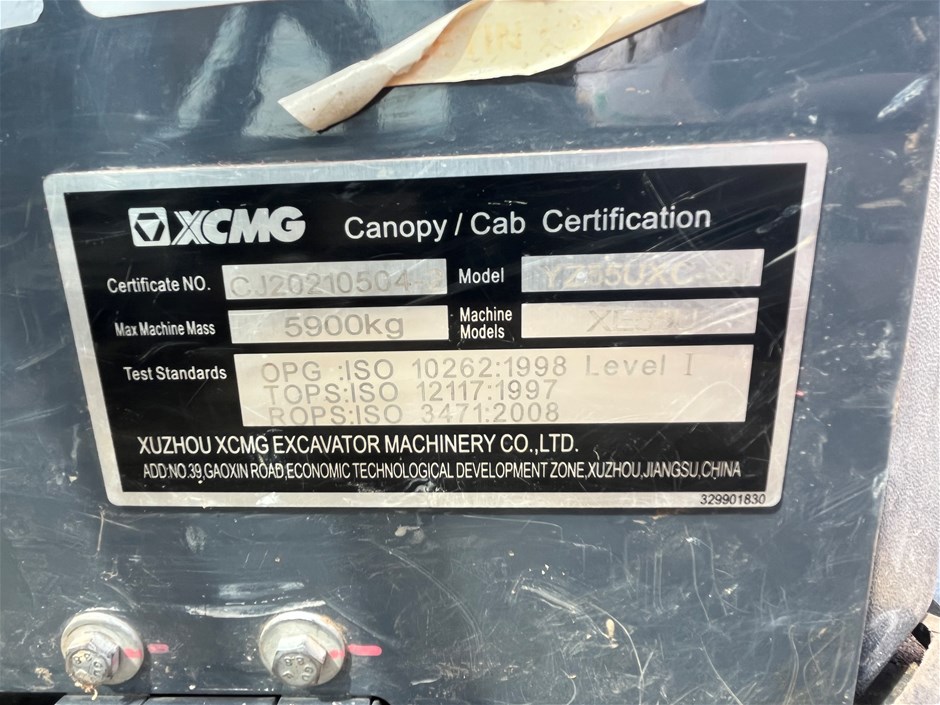 XCMG Canopy / Cab Certification
Certificate NO. Model
Max Machine Mass 5900kg Machine Models
Test Standards OPG :ISO 10262:1998 Level I
TOPS:ISO 12117:1997
ROPS:ISO 3471:2008
XUZHOU XCMG EXCAVATOR MACHINERY CO.,LTD.
ADD:NO.39,GAOXIN ROAD,ECONOMIC TECHNOLOGICAL DEVELOPMENT ZONE,XUZHOU,JIANGSU,CHINA
329901830